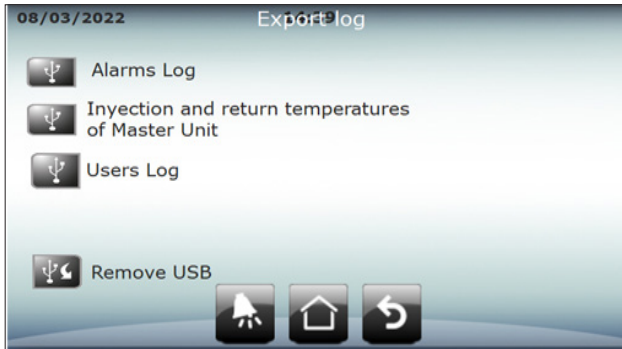 08/03/2022 Export log
Alarms Log
Inyection and return temperatures
of Master Unit
Users Log
Remove USB